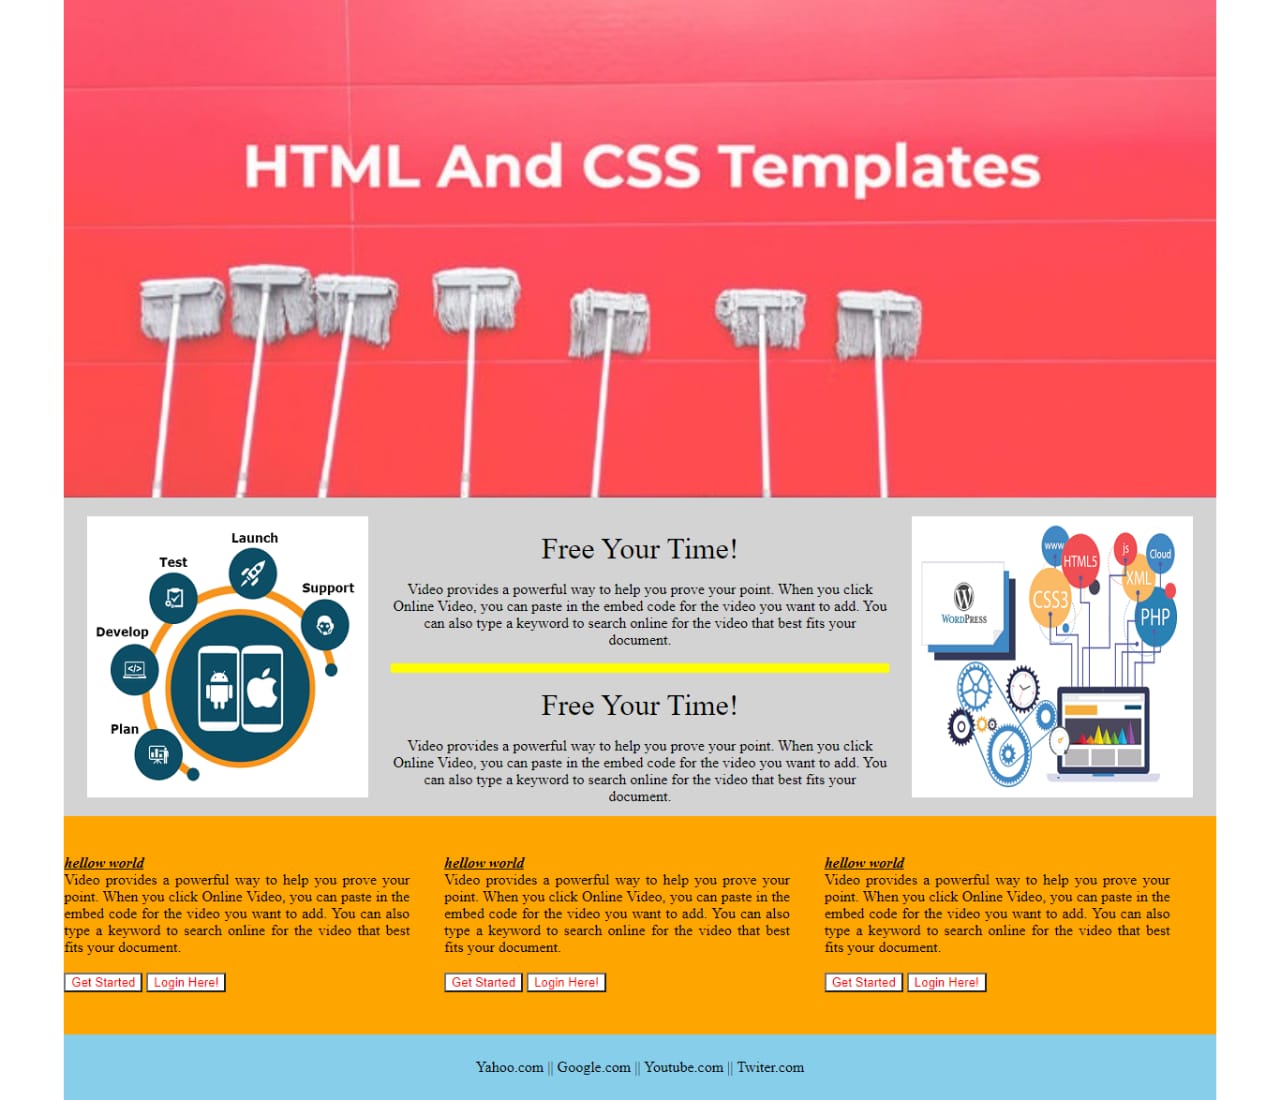 HTML And CSS Templates
Launch
Test
Support
Develop
</>
Plan
Free Your Time!
Video provides a powerful way to help you prove your point. When you click
Online Video, you can paste in the embed code for the video you want to add. You
can also type a keyword to search online for the video that best fits your
document.
Free Your Time!
Video provides a powerful way to help you prove your point. When you click
Online Video, you can paste in the embed code for the video you want to add. You
can also type a keyword to search online for the video that best fits your
document.
www
HTML5
js
Cloud
XML
CSS3
PHP
WORDPRESS
hellow world
Video provides a powerful way to help you prove your
point. When you click Online Video, you can paste in the
embed code for the video you want to add. You can also
type a keyword to search online for the video that best
fits your document.
Get Started Login Here!
hellow world
Video provides a powerful way to help you prove your
point. When you click Online Video, you can paste in the
embed code for the video you want to add. You can also
type a keyword to search online for the video that best
fits your document.
Get Started Login Here!
hellow world
Video provides a powerful way to help you prove your
point. When you click Online Video, you can paste in the
embed code for the video you want to add. You can also
type a keyword to search online for the video that best
fits your document.
Get Started Login Here!
Yahoo.com || Google.com || Youtube.com || Twiter.com